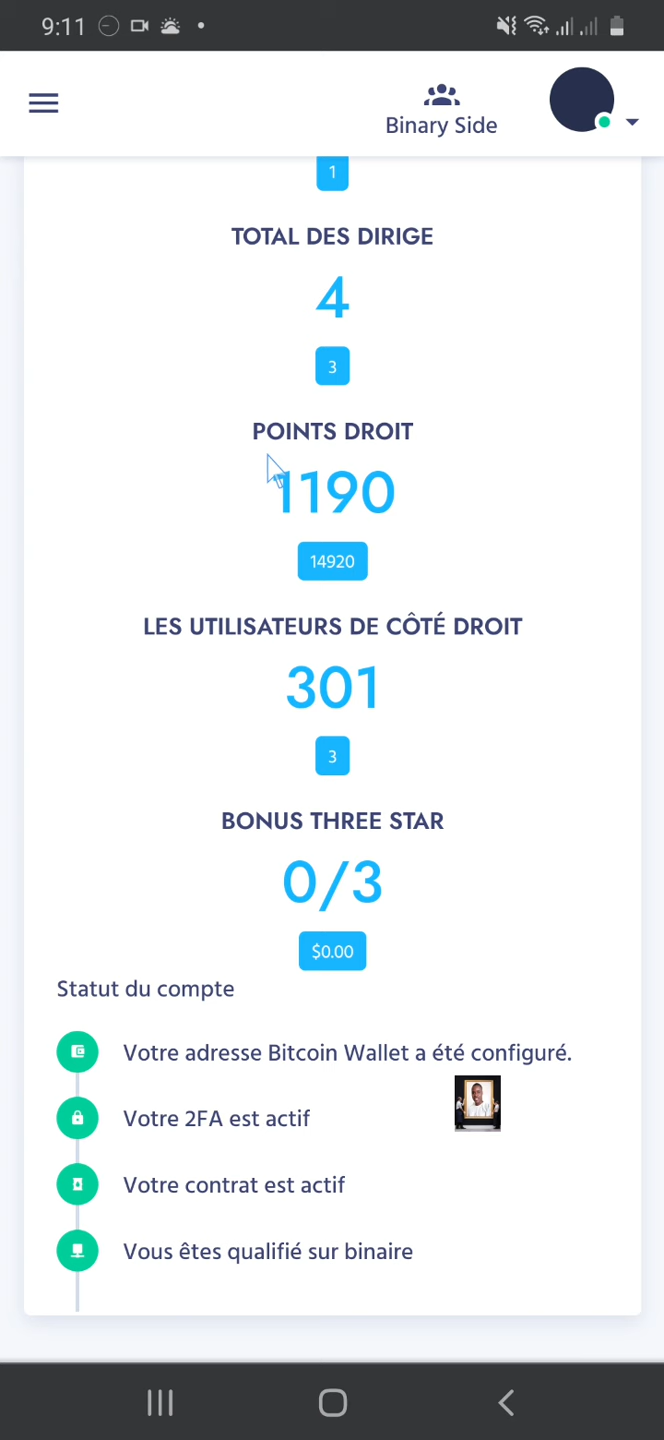 9:11
Binary Side
1
TOTAL DES DIRIGE
4
3
POINTS DROIT
1190
14920
LES UTILISATEURS DE CÔTÉ DROIT
301
3
BONUS THREE STAR
0/3
$0.00
Statut du compte
Votre adresse Bitcoin Wallet a été configuré.
Votre 2FA est actif
Votre contrat est actif
Vous êtes qualifié sur binaire